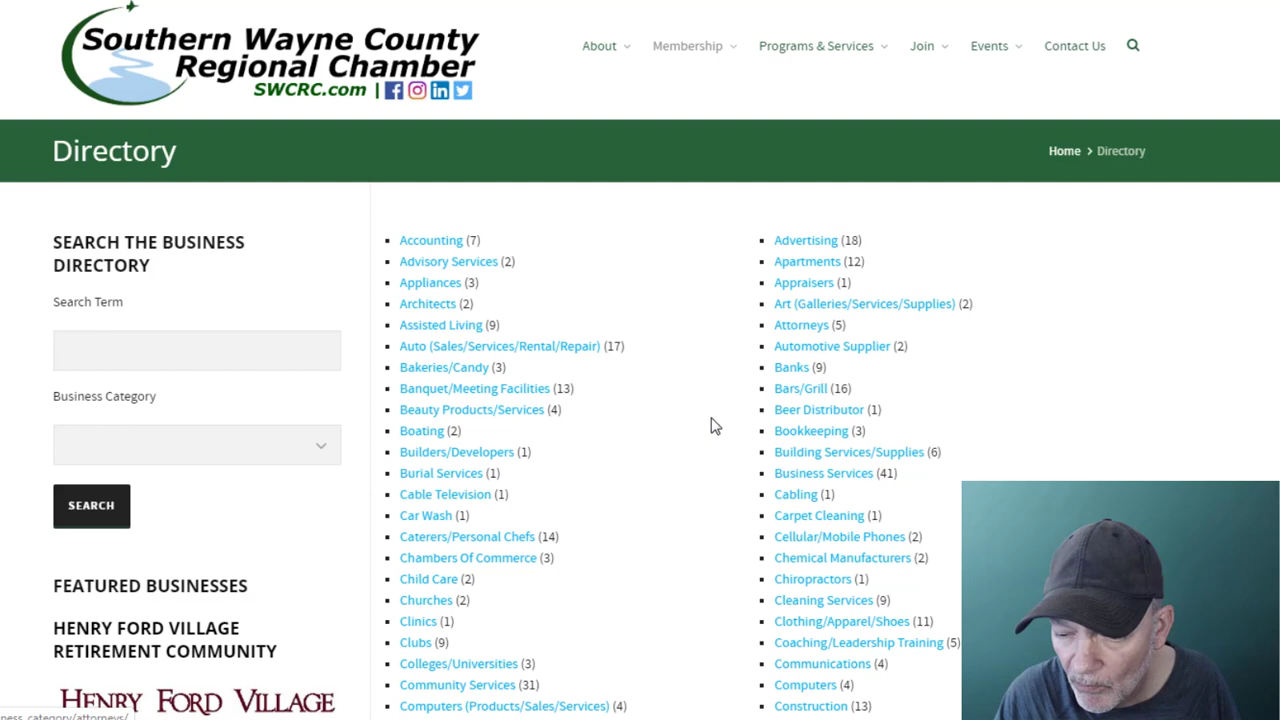 Southern Wayne County
Regional Chamber
SWCRC.com |
About
Membership
Programs & Services
Join
Events
Contact Us
Directory
Home > Directory
SEARCH THE BUSINESS
DIRECTORY
Search Term
Business Category
SEARCH
FEATURED BUSINESSES
HENRY FORD VILLAGE
RETIREMENT COMMUNITY
HENRY FORD VILLAGE
Accounting (7)
Advisory Services (2)
Appliances (3)
Architects (2)
Assisted Living (9)
Auto (Sales/Services/Rental/Repair) (17)
Bakeries/Candy (3)
Banquet/Meeting Facilities (13)
Beauty Products/Services (4)
Boating (2)
Builders/Developers (1)
Burial Services (1)
Cable Television (1)
Car Wash (1)
Caterers/Personal Chefs (14)
Chambers Of Commerce (3)
Child Care (2)
Churches (2)
Clinics (1)
Clubs (9)
Colleges/Universities (3)
Community Services (31)
Computers (Products/Sales/Services) (4)
Advertising (18)
Apartments (12)
Appraisers (1)
Art (Galleries/Services/Supplies) (2)
Attorneys (5)
Automotive Supplier (2)
Banks (9)
Bars/Grill (16)
Beer Distributor (1)
Bookkeeping (3)
Building Services/Supplies (6)
Business Services (41)
Cabling (1)
Carpet Cleaning (1)
Cellular/Mobile Phones (2)
Chemical Manufacturers (2)
Chiropractors (1)
Cleaning Services (9)
Clothing/Apparel/Shoes (11)
Coaching/Leadership Training (5)
Communications (4)
Computers (4)
Construction (13)
ness_category/attorneys/